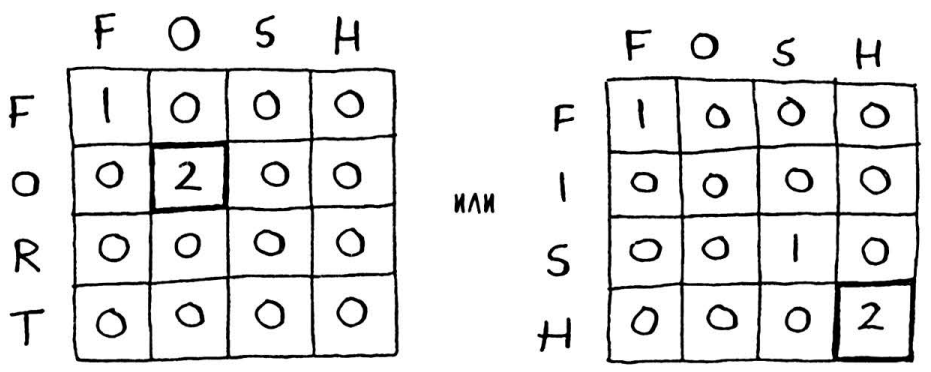 F O S H
F 1 0 0 0
O 0 2 0 0
R 0 0 0 0
T 0 0 0 0
или
F O S H
F 1 0 0 0
I 0 0 0 0
S 0 0 1 0
H 0 0 0 2